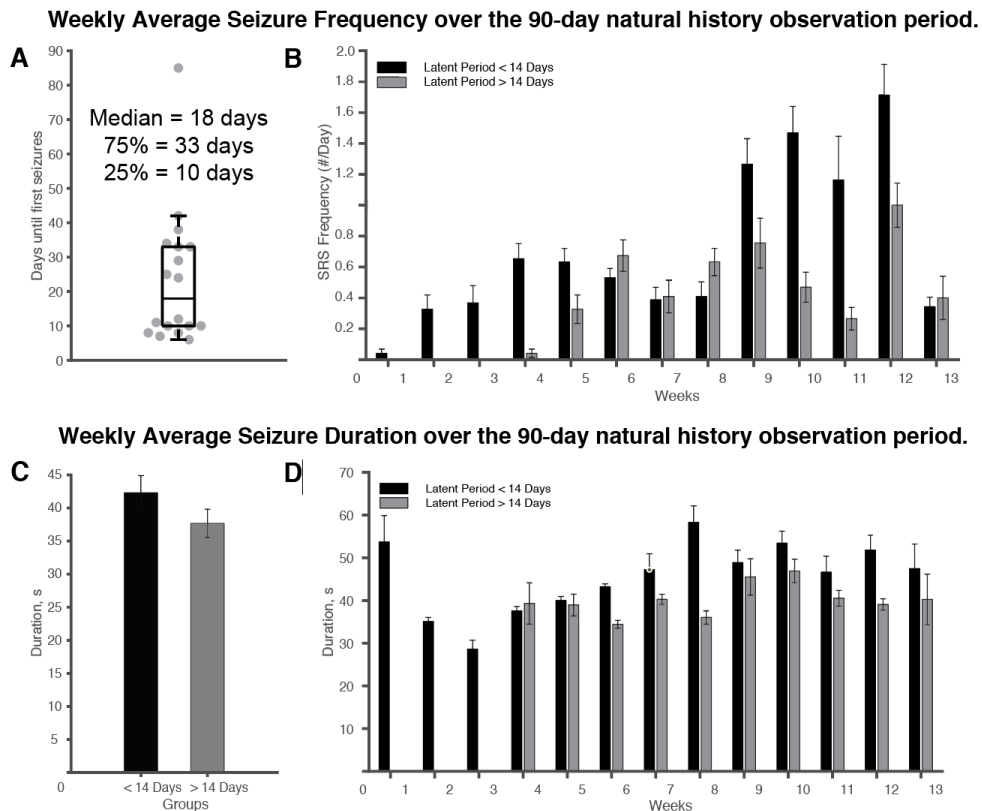 Weekly Average Seizure Frequency over the 90-day natural history observation period.
A
90
80
70
60
50
40
30
20
10
0
Days until first seizures
Median = 18 days
75% = 33 days
25% = 10 days
B
2.0
1.8
1.6
1.4
1.2
0.8
0.6
0.4
0.2
SRS Frequency (#/Day)
Latent Period < 14 Days
Latent Period > 14 Days
0 1 2 3 4 5 6 7 8 9 10 11 12 13
Weeks
Weekly Average Seizure Duration over the 90-day natural history observation period.
C
45
40
35
30
25
20
15
10
5
0
Duration, s
< 14 Days > 14 Days
Groups
D
70
60
50
40
30
20
10
Duration, s
Latent Period < 14 Days
Latent Period > 14 Days
0 1 2 3 4 5 6 7 8 9 10 11 12 13
Weeks